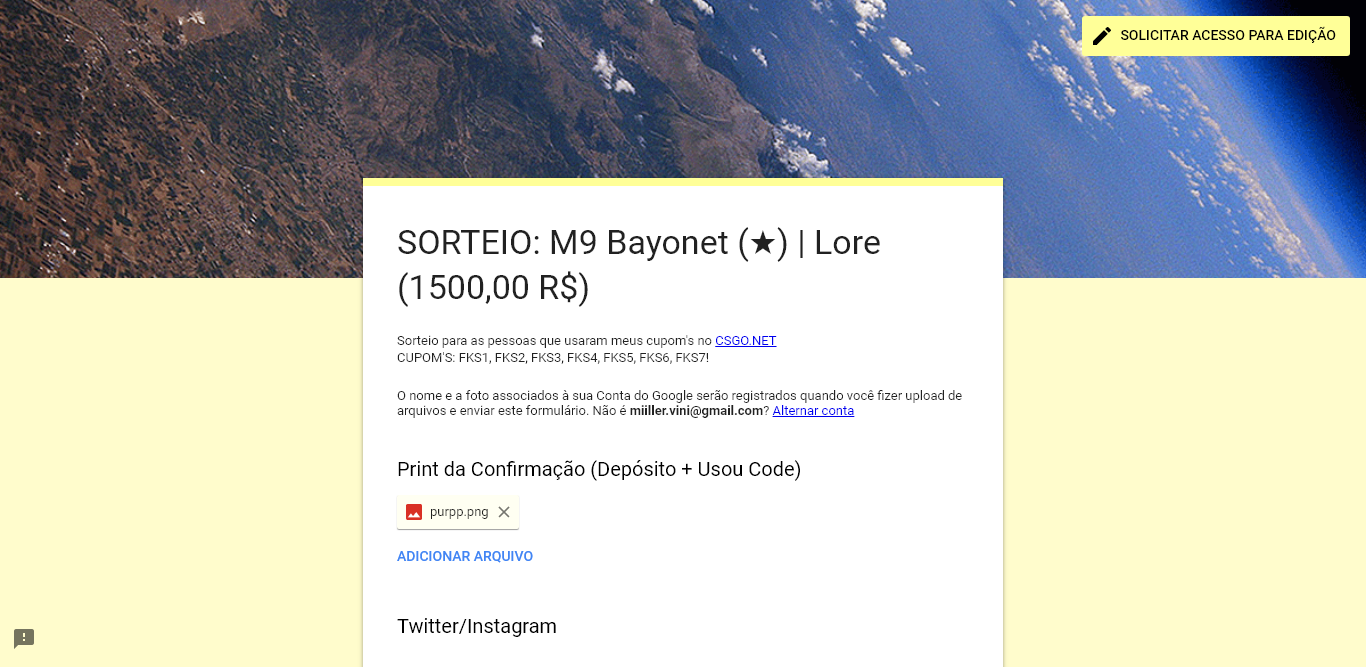 SOLICITAR ACESSO PARA EDIÇÃO
SORTEIO: M9 Bayonet (★) | Lore
(1500,00 R$)
Sorteio para as pessoas que usaram meus cupom's no CSGO.NET
CUPOM'S: FKS1, FKS2, FKS3, FKS4, FKS5, FKS6, FKS7!
O nome e a foto associados à sua Conta do Google serão registrados quando você fizer upload de
arquivos e enviar este formulário. Não é miiller.vini@gmail.com? Alternar conta
Print da Confirmação (Depósito + Usou Code)
purpp.png
ADICIONAR ARQUIVO
Twitter/Instagram